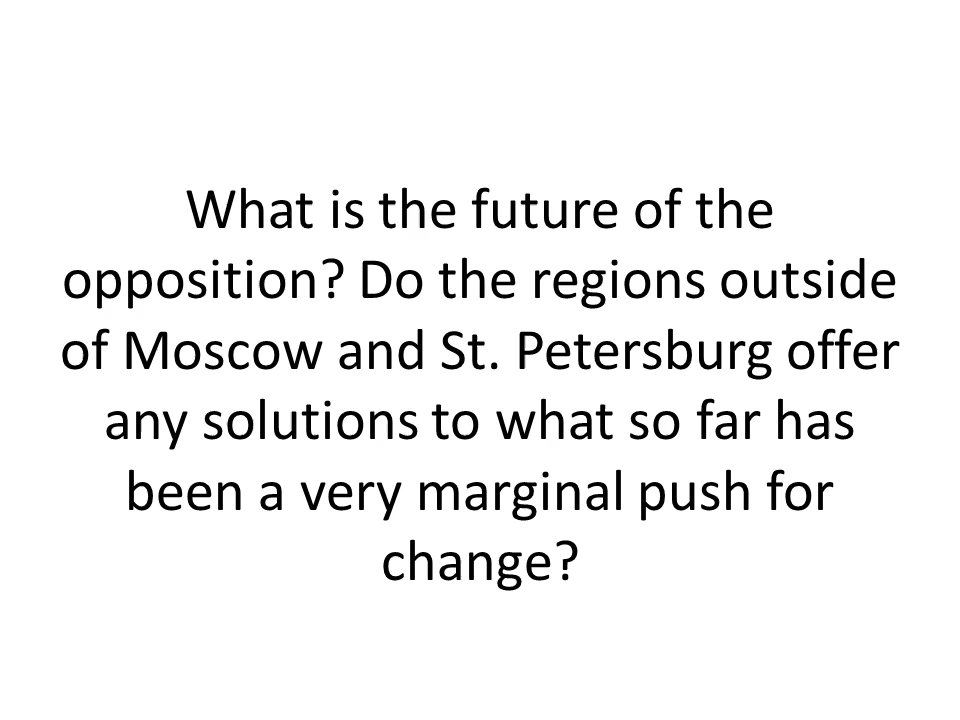 What is the future of the
opposition? Do the regions outside
of Moscow and St. Petersburg offer
any solutions to what so far has
been a very marginal push for
change?